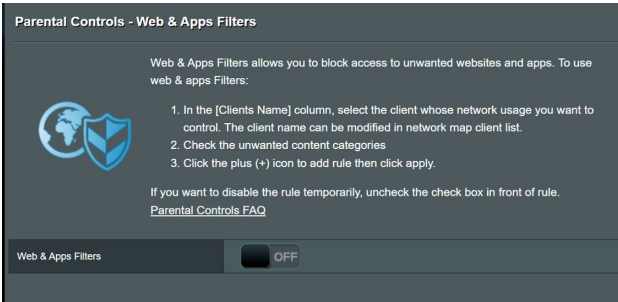 Parental Controls - Web & Apps Filters
Web & Apps Filters allows you to block access to unwanted websites and apps. To use
web & apps Filters:
1. In the [Clients Name] column, select the client whose network usage you want to
control. The client name can be modified in network map client list.
2. Check the unwanted content categories
3. Click the plus (+) icon to add rule then click apply.
If you want to disable the rule temporarily, uncheck the check box in front of rule.
Parental Controls FAQ
Web & Apps Filters
OFF